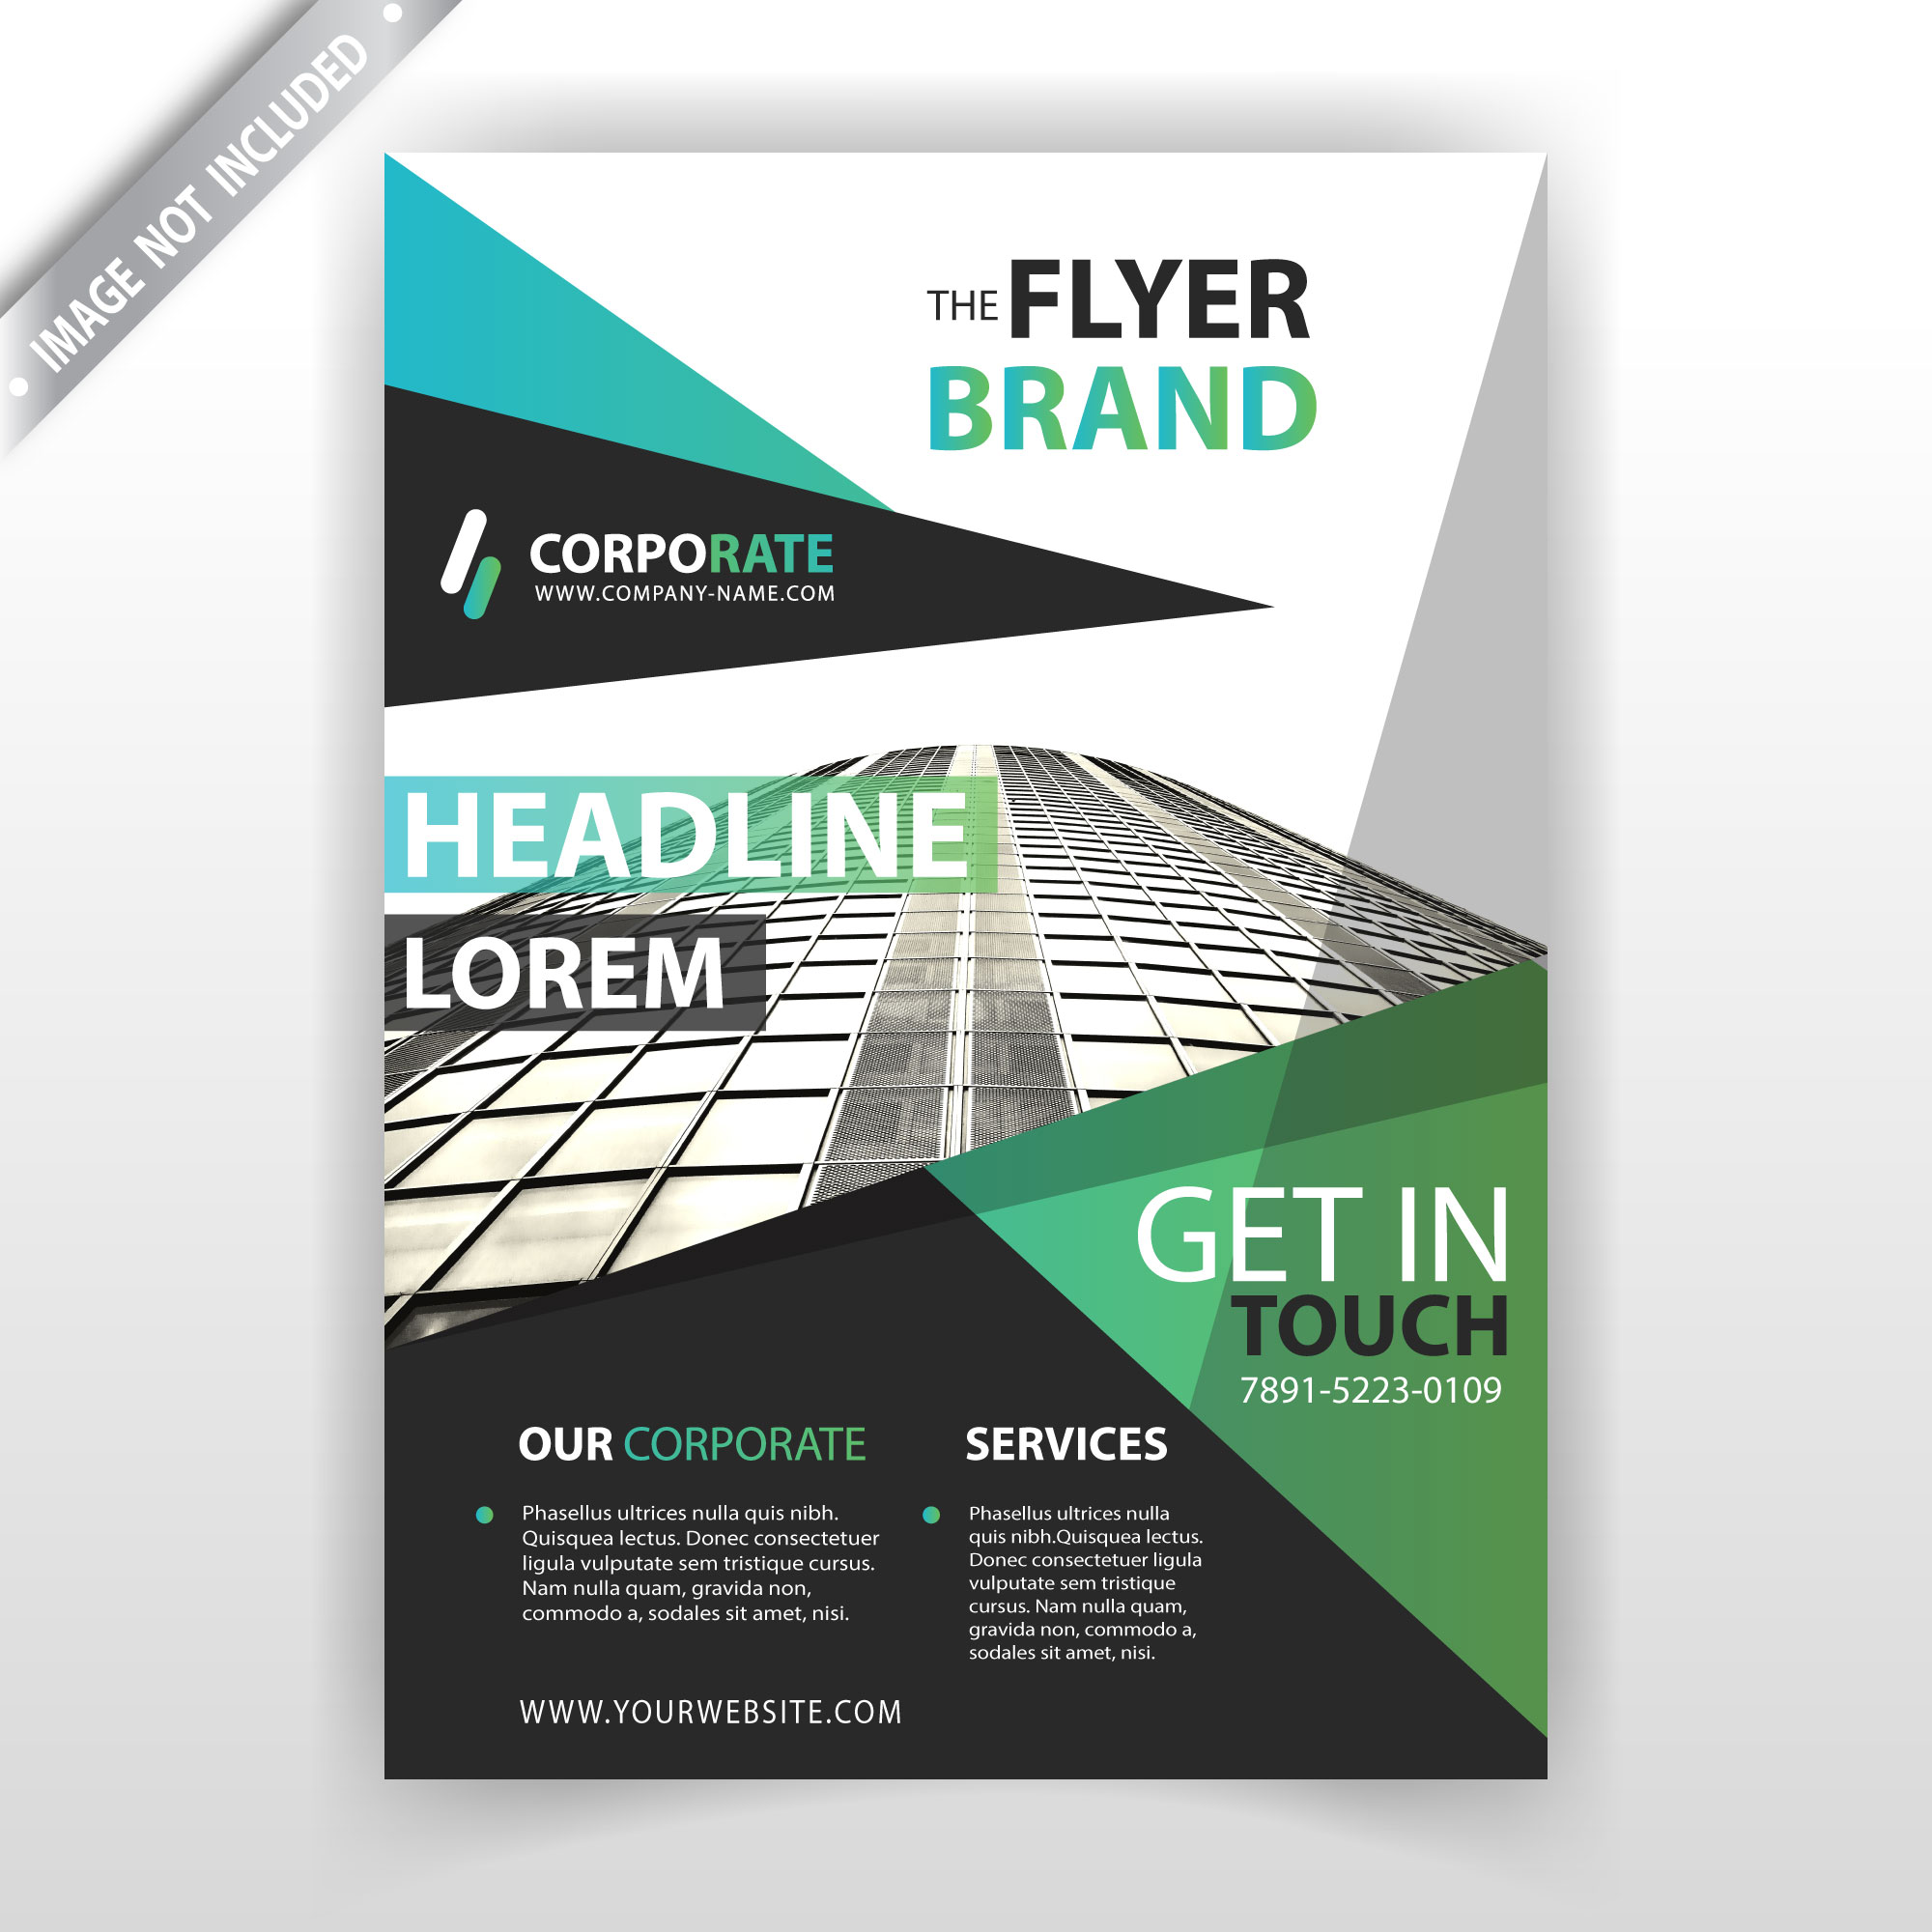 IMAGE NOT INCLUDED
THE FLYER
BRAND
CORPORATE
WWW.COMPANY-NAME.COM
HEADLINE
LOREM
GET IN
TOUCH
7891-5223-0109
OUR CORPORATE
Phasellus ultrices nulla quis nibh.
Quisquea lectus. Donec consectetuer
ligula vulputate sem tristique cursus.
Nam nulla quam, gravida non,
commodo a, sodales sit amet, nisi.
SERVICES
Phasellus ultrices nulla
quis nibh.Quisquea lectus.
Donec consectetuer ligula
vulputate sem tristique
cursus. Nam nulla quam,
gravida non, commodo a,
sodales sit amet, nisi.
WWW.YOURWEBSITE.COM